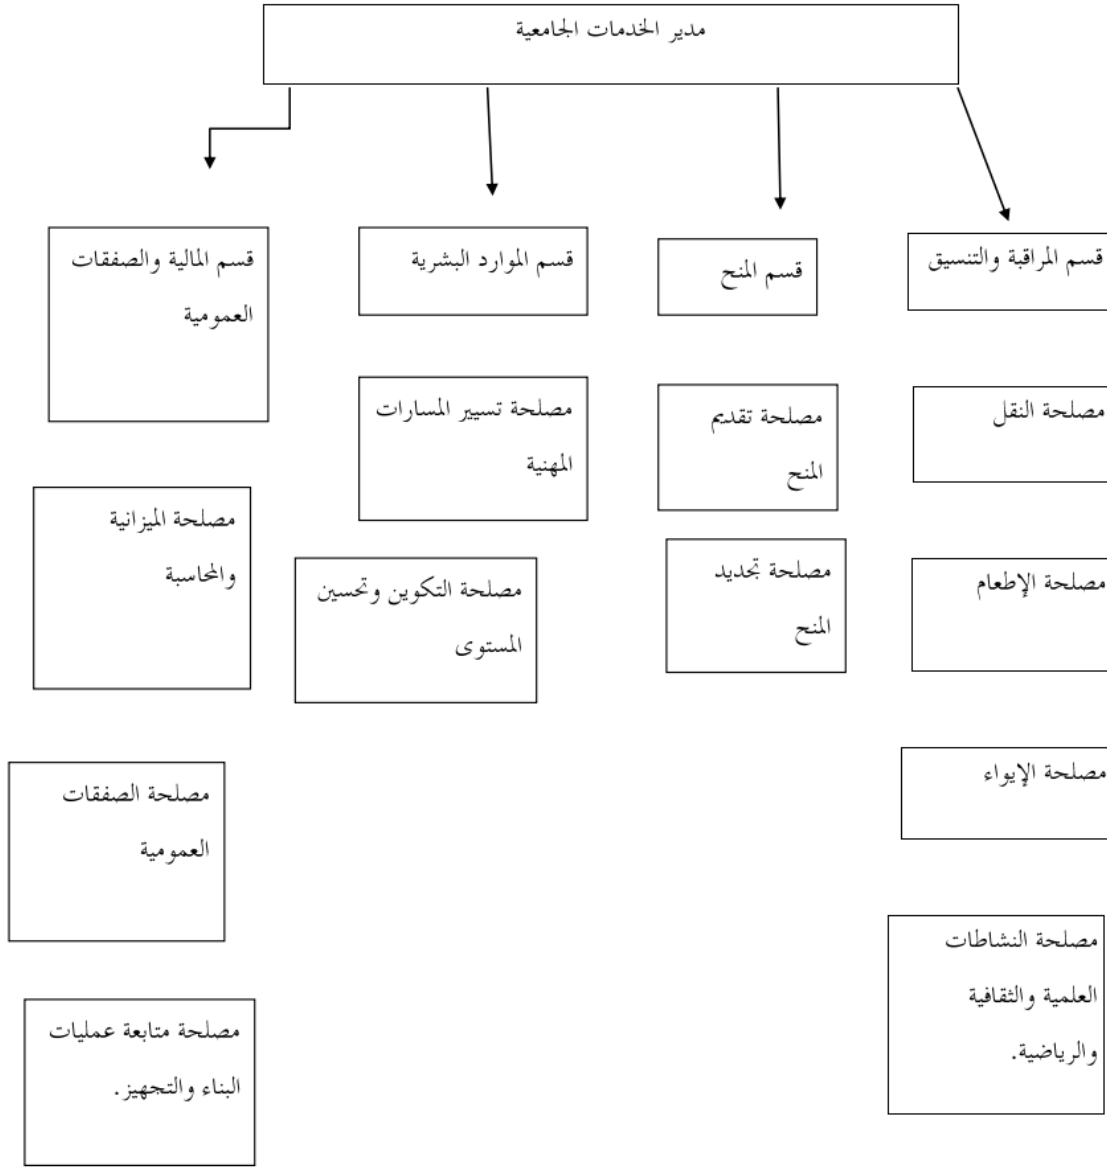 مدير الخدمات الجامعية
قسم المراقبة والتنسيق
قسم المنح
قسم الموارد البشرية
قسم المالية والصفقات
العمومية
مصلحة النقل
مصلحة تقديم
المنح
مصلحة تسيير المسارات
المهنية
مصلحة الميزانية
والمحاسبة
مصلحة الإطعام
مصلحة تجديد
المنح
مصلحة التكوين وتحسين
المستوى
مصلحة الإيواء
مصلحة الصفقات
العمومية
مصلحة النشاطات
العلمية والثقافية
والرياضية.
مصلحة متابعة عمليات
البناء والتجهيز.